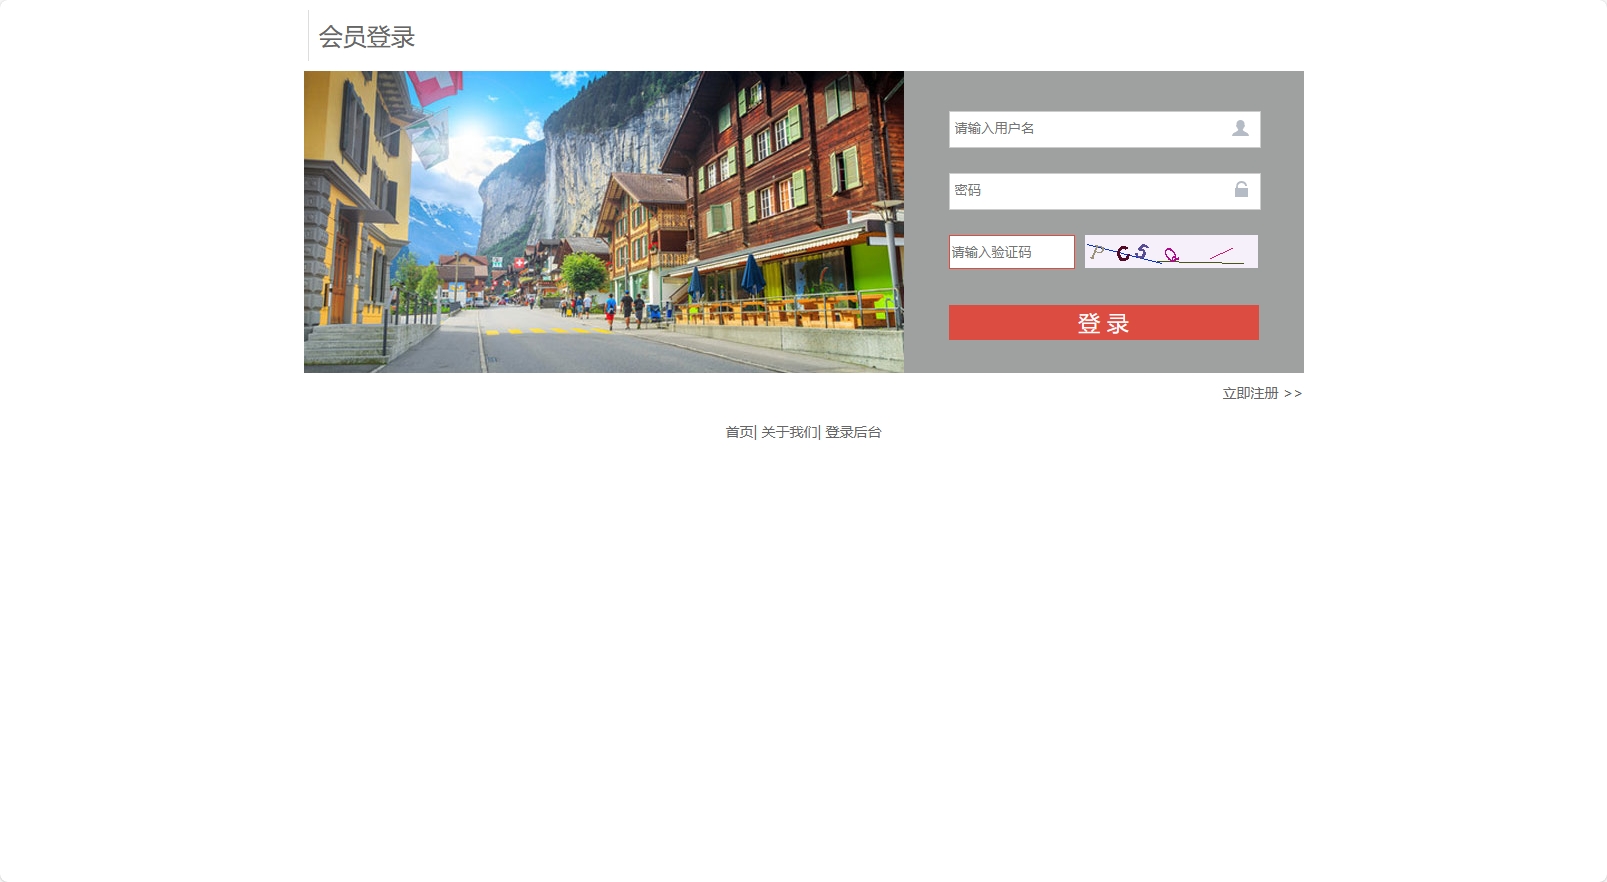 会员登录
请输入用户名
密码
请输入验证码
P G 5 Q
登 录
立即注册 >>
首页| 关于我们| 登录后台